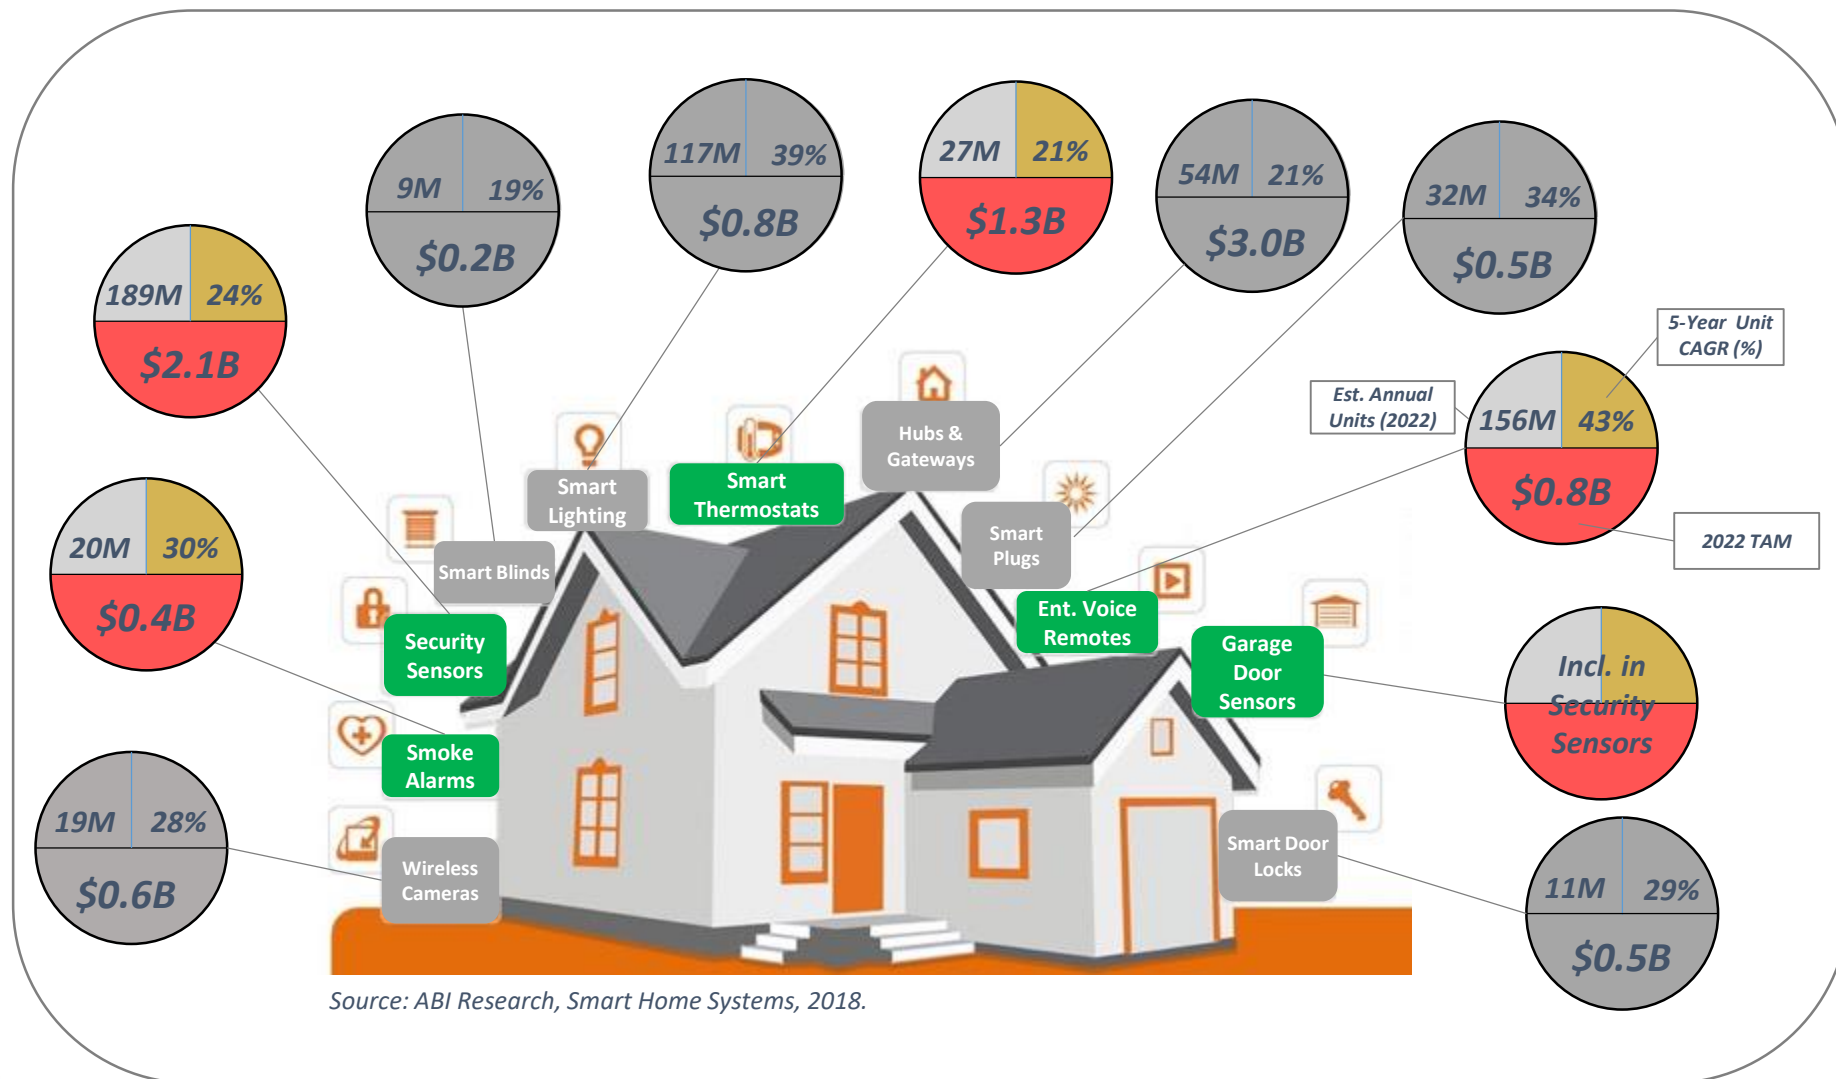 117M 39%
$0.8B
27M 21%
$1.3B
9M 19%
$0.2B
54M 21%
$3.0B
32M 34%
$0.5B
189M 24%
$2.1B
5-Year Unit
CAGR (%)
Est. Annual
Units (2022)
156M 43%
$0.8B
2022 TAM
Hubs &
Gateways
Smart
Lighting
Smart
Thermostats
Smart
Plugs
Smart Blinds
20M 30%
$0.4B
Security
Sensors
Ent. Voice
Remotes
Garage
Door
Sensors
Incl. in
Security
Sensors
Smoke
Alarms
19M 28%
$0.6B
Wireless
Cameras
Smart Door
Locks
11M 29%
$0.5B
Source: ABI Research, Smart Home Systems, 2018.